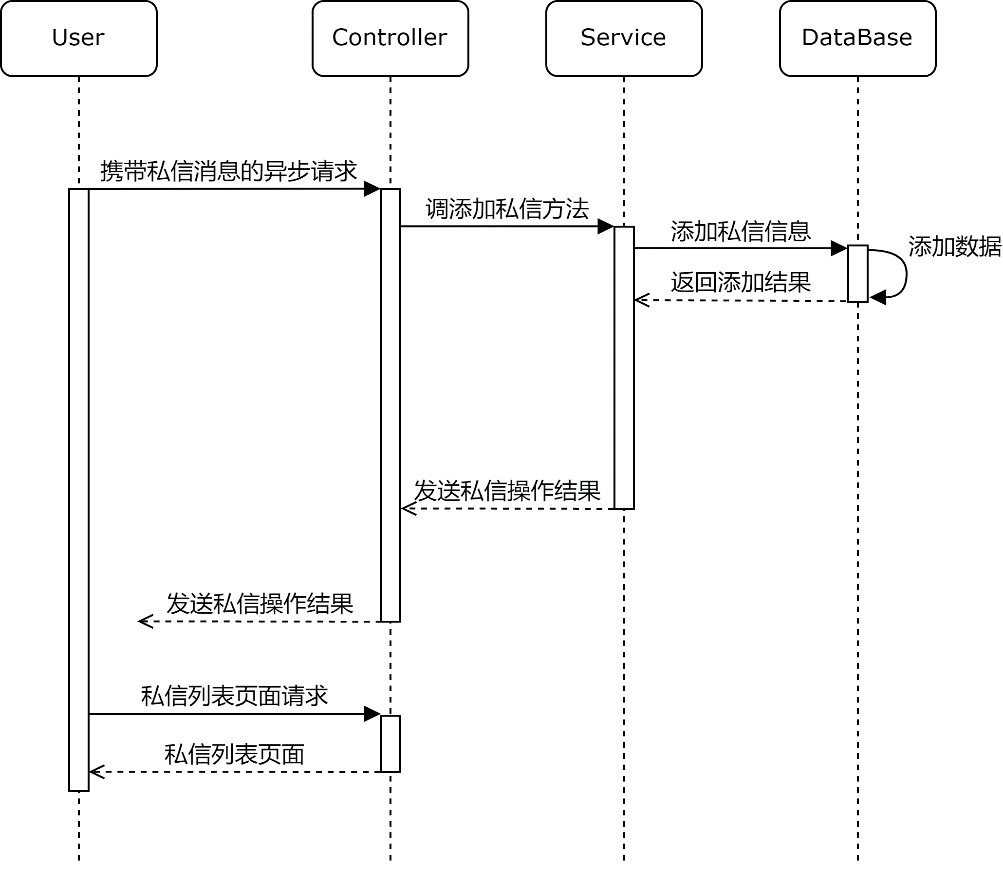 User
Controller
Service
DataBase
携带私信消息的异步请求
调添加私信方法
添加私信信息
添加数据
返回添加结果
发送私信操作结果
发送私信操作结果
私信列表页面请求
私信列表页面